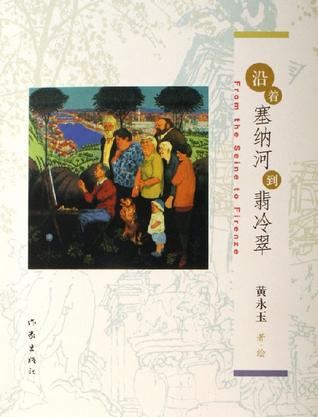 沿着塞纳河到翡冷翠
From the Seine to Firenze
黄永玉 著·绘
作家出版社